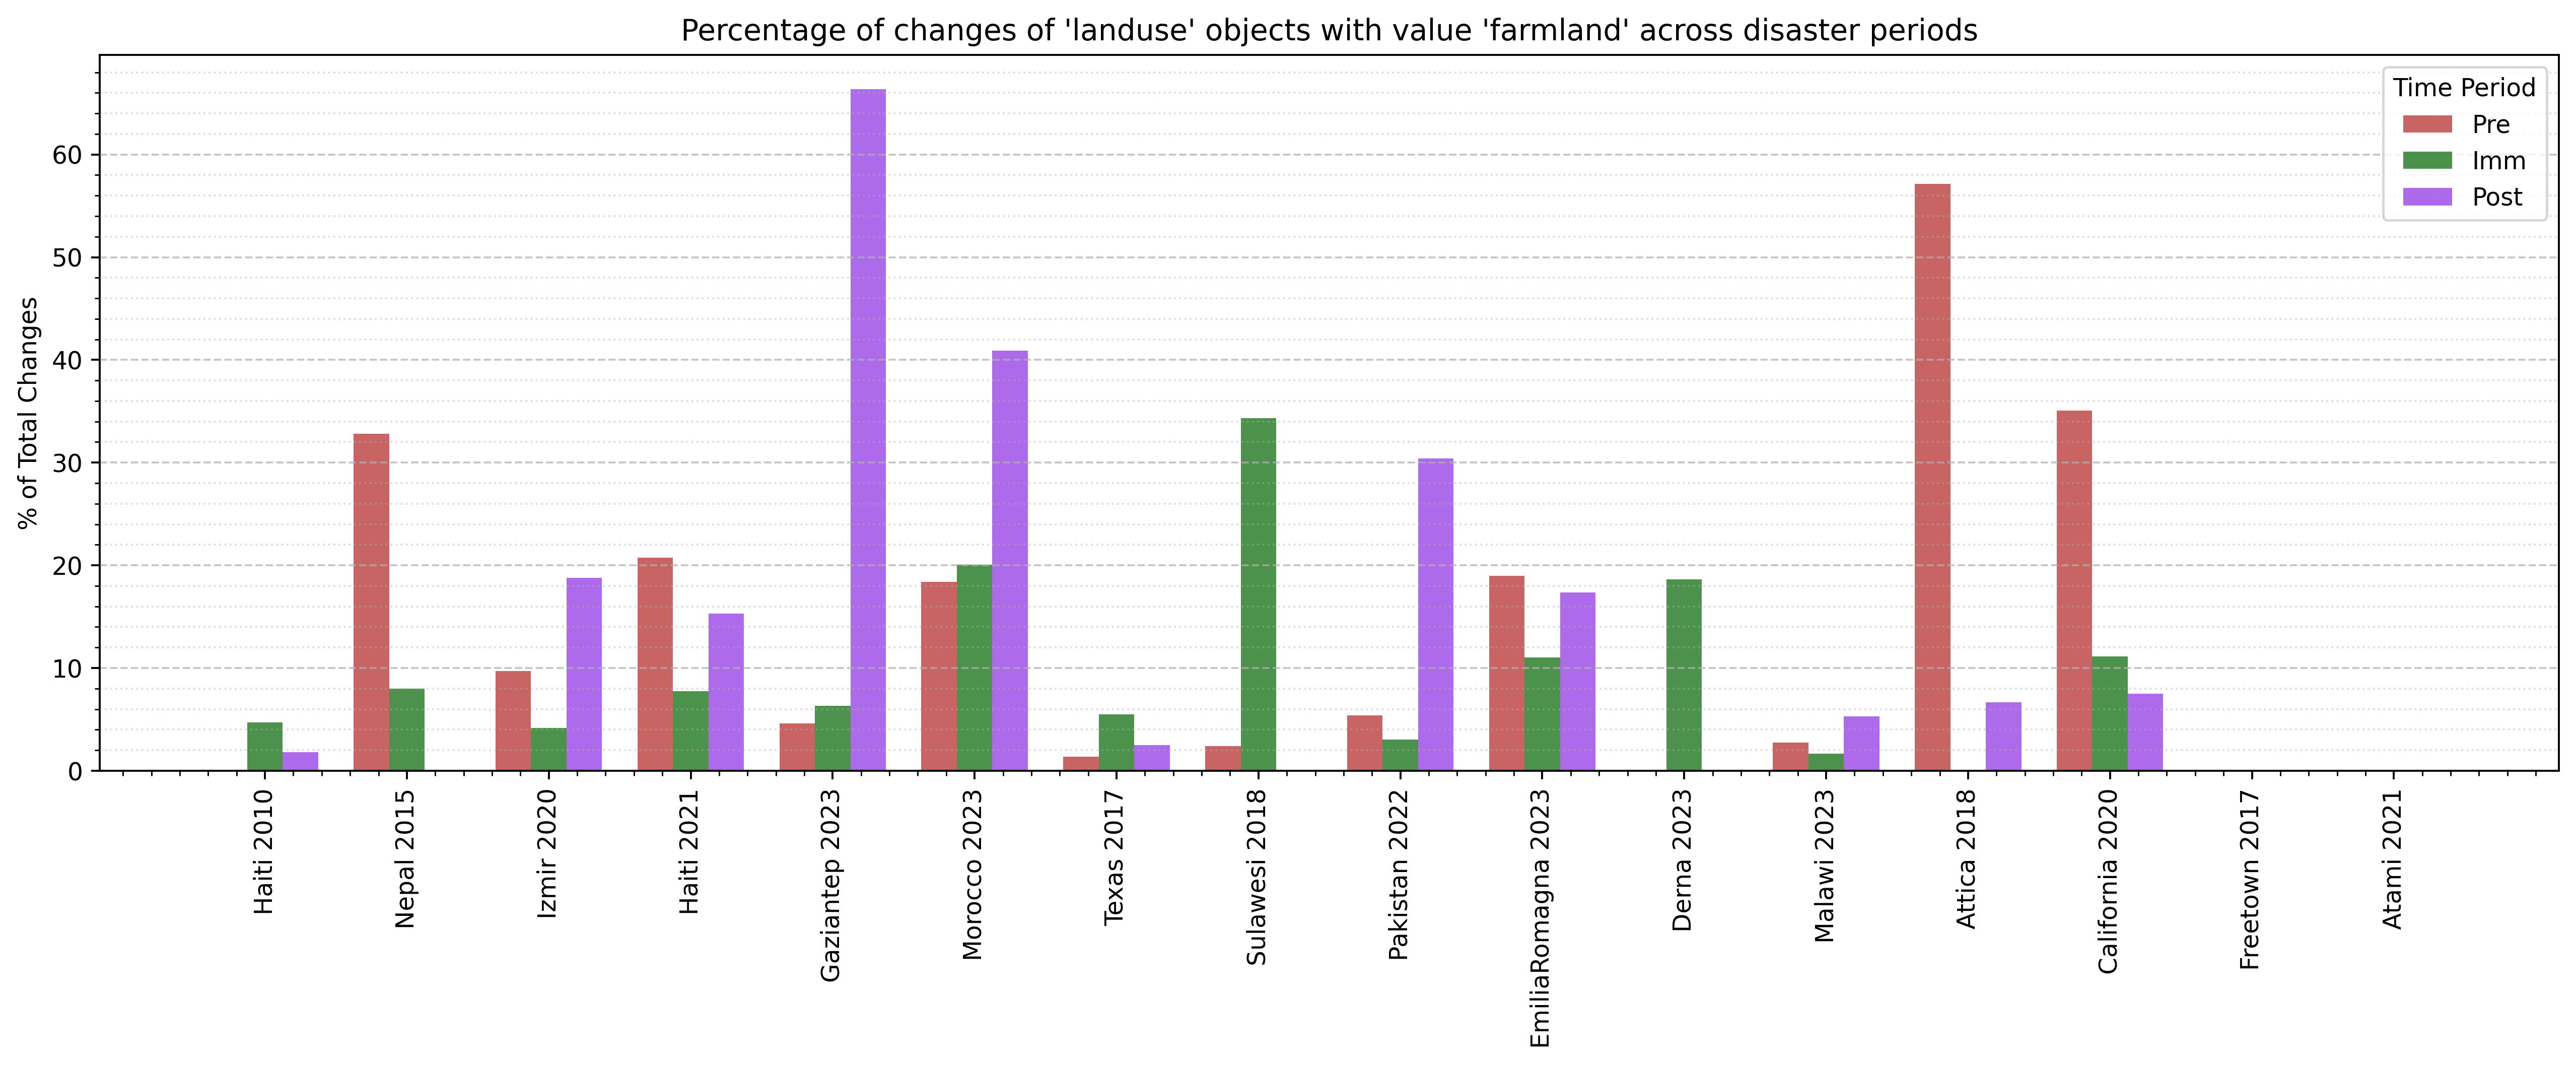 Percentage of changes of 'landuse' objects with value 'farmland' across disaster periods
% of Total Changes
60
50
40
30
20
10
0
Time Period
Pre
Imm
Post
Haiti 2010
Nepal 2015
Izmir 2020
Haiti 2021
Gaziantep 2023
Morocco 2023
Texas 2017
Sulawesi 2018
Pakistan 2022
EmiliaRomagna 2023
Derna 2023
Malawi 2023
Attica 2018
California 2020
Freetown 2017
Atami 2021